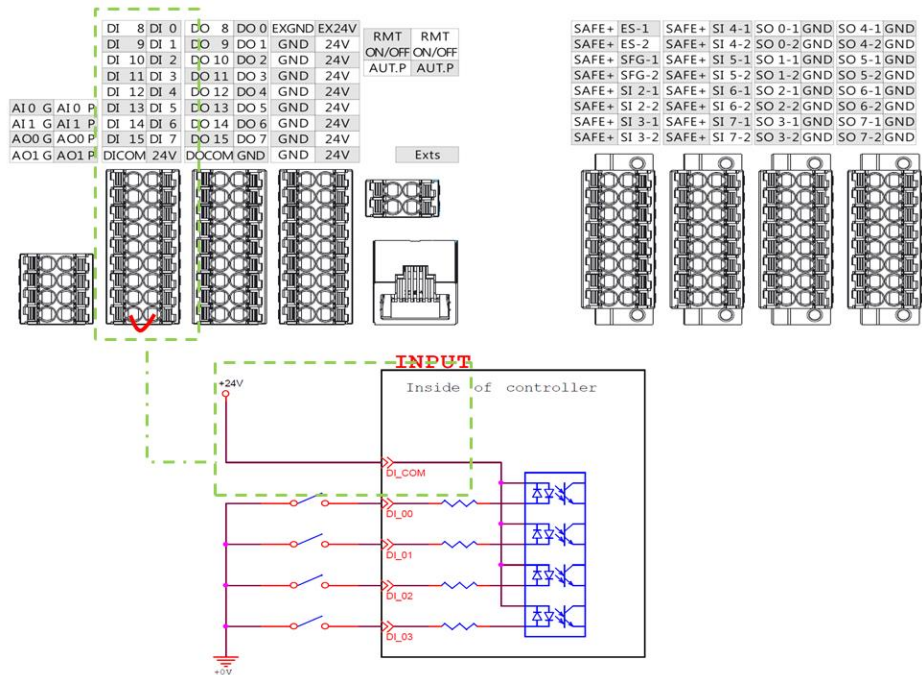 DI 8 DI 0 DO 8 DO 0 EXGND EX24V
DI 9 DI 1 DO 9 DO 1 GND 24V
DI 10 DI 2 DO 10 DO 2 GND 24V
DI 11 DI 3 DO 11 DO 3 GND 24V
DI 12 DI 4 DO 12 DO 4 GND 24V
AI 0 G AI 0 P DI 13 DI 5 DO 13 DO 5 GND 24V
AI 1 G AI 1 P DI 14 DI 6 DO 14 DO 6 GND 24V
AO0 G AO0 P DI 15 DI 7 DO 15 DO 7 GND 24V
AO1 G AO1 P DICOM 24V DOCOM GND GND 24V
RMT RMT
ON/OFF ON/OFF
AUT.P AUT.P
Exts
SAFE+ ES-1 SAFE+ SI 4-1 SO 0-1 GND SO 4-1 GND
SAFE+ ES-2 SAFE+ SI 4-2 SO 0-2 GND SO 4-2 GND
SAFE+ SFG-1 SAFE+ SI 5-1 SO 1-1 GND SO 5-1 GND
SAFE+ SFG-2 SAFE+ SI 5-2 SO 1-2 GND SO 5-2 GND
SAFE+ SI 2-1 SAFE+ SI 6-1 SO 2-1 GND SO 6-1 GND
SAFE+ SI 2-2 SAFE+ SI 6-2 SO 2-2 GND SO 6-2 GND
SAFE+ SI 3-1 SAFE+ SI 7-1 SO 3-1 GND SO 7-1 GND
SAFE+ SI 3-2 SAFE+ SI 7-2 SO 3-2 GND SO 7-2 GND
INPUT
Inside of controller
+24V
DI_COM
DI_00
DI_01
DI_02
DI_03
+0V